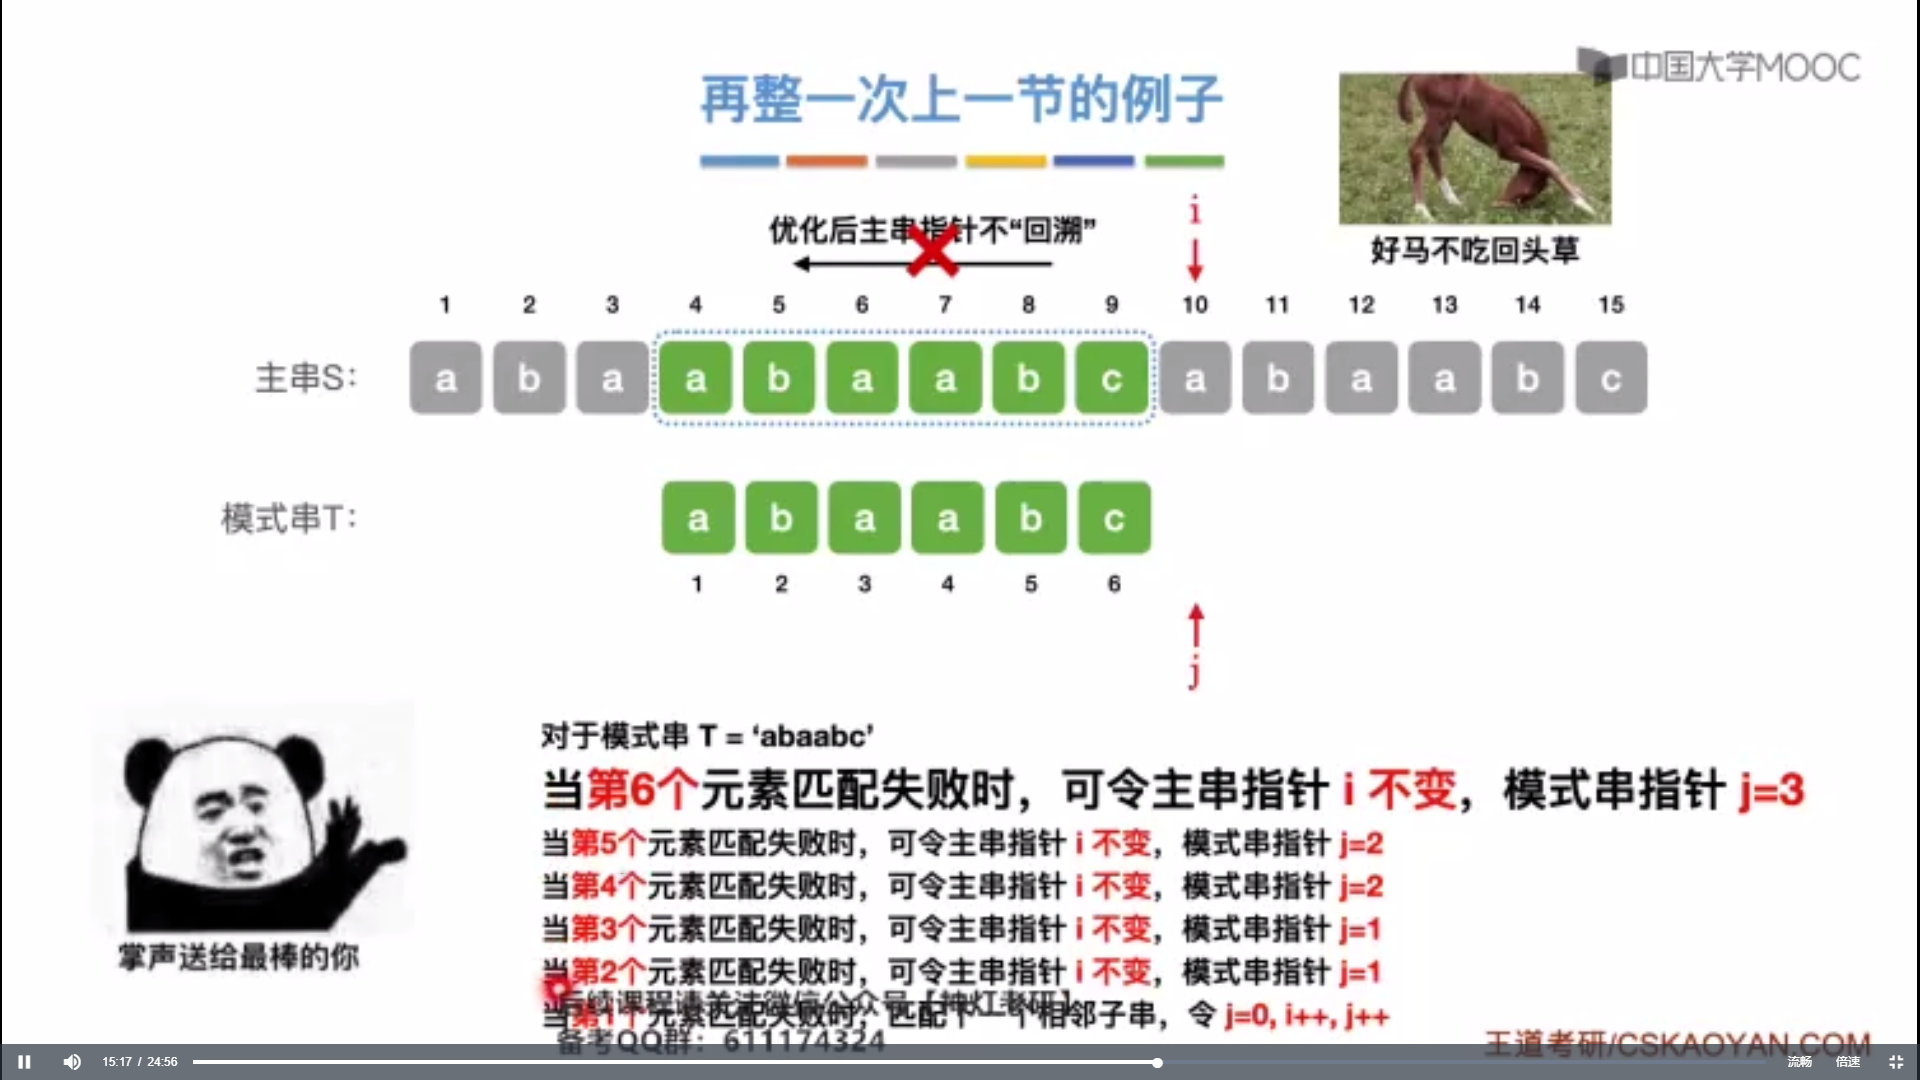 中国大学MOOC
再整一次上一节的例子
优化后主串指针不“回溯”
i
好马不吃回头草
1 2 3 4 5 6 7 8 9 10 11 12 13 14 15
主串S: a b a a b a a b c a b a a b c
模式串T: a b a a b c
1 2 3 4 5 6
j
对于模式串 T = ‘abaabc’
当第6个元素匹配失败时，可令主串指针 i 不变，模式串指针 j=3
当第5个元素匹配失败时，可令主串指针 i 不变，模式串指针 j=2
当第4个元素匹配失败时，可令主串指针 i 不变，模式串指针 j=2
当第3个元素匹配失败时，可令主串指针 i 不变，模式串指针 j=1
当第2个元素匹配失败时，可令主串指针 i 不变，模式串指针 j=1
当第1个元素匹配失败时，匹配下一个相邻子串，令 j=0, i++, j++
后续课程请关注微信公众号【神灯考研】
备考QQ群：611174324
掌声送给最棒的你
王道考研/CSKAOYAN.COM
15:17 / 24:56
流畅 倍速